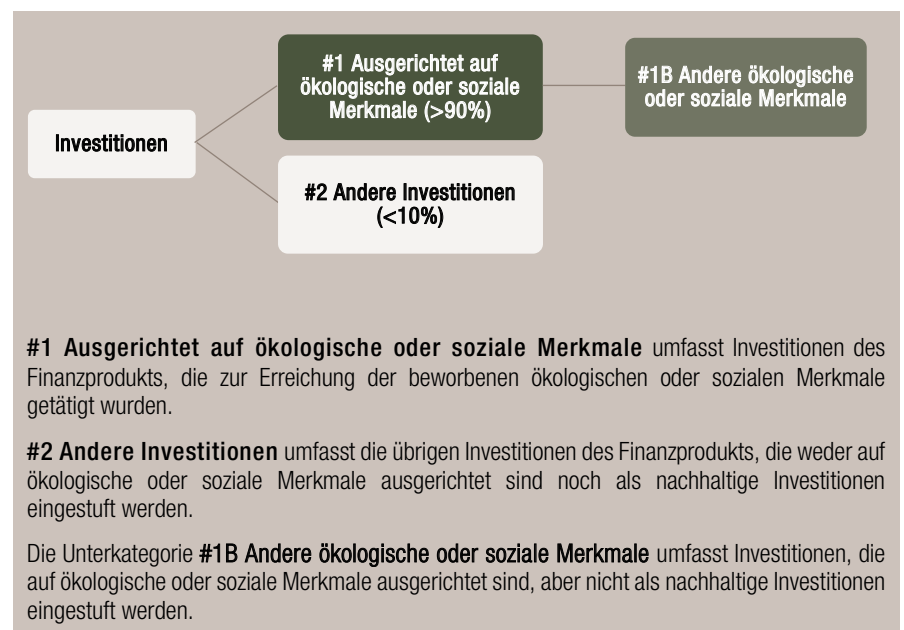 #1 Ausgerichtet auf
ökologische oder soziale
Merkmale (>90%)
#1B Andere ökologische
oder soziale Merkmale
Investitionen
#2 Andere Investitionen
(<10%)
#1 Ausgerichtet auf ökologische oder soziale Merkmale umfasst Investitionen des
Finanzprodukts, die zur Erreichung der beworbenen ökologischen oder sozialen Merkmale
getätigt wurden.
#2 Andere Investitionen umfasst die übrigen Investitionen des Finanzprodukts, die weder auf
ökologische oder soziale Merkmale ausgerichtet sind noch als nachhaltige Investitionen
eingestuft werden.
Die Unterkategorie #1B Andere ökologische oder soziale Merkmale umfasst Investitionen, die
auf ökologische oder soziale Merkmale ausgerichtet sind, aber nicht als nachhaltige Investitionen
eingestuft werden.